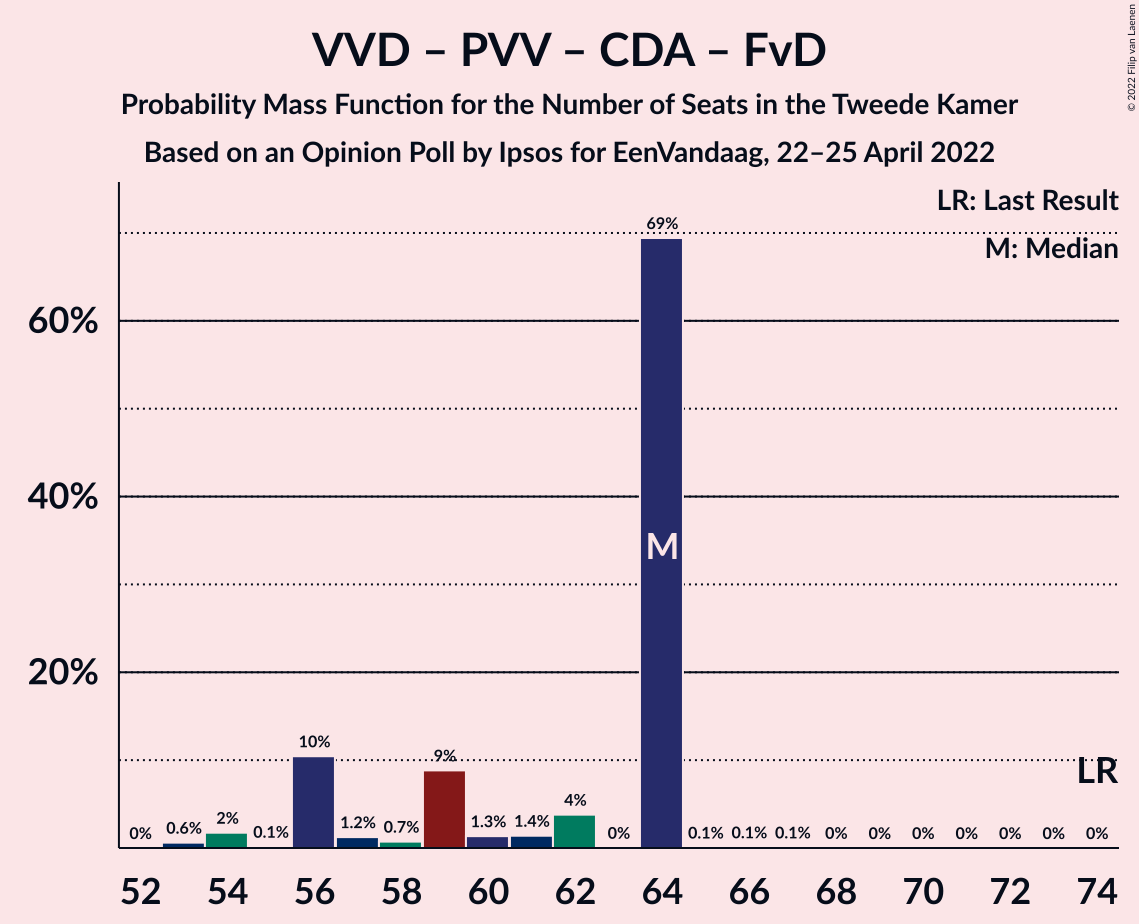 VVD – PVV – CDA – FvD
Probability Mass Function for the Number of Seats in the Tweede Kamer
Based on an Opinion Poll by Ipsos for EenVandaag, 22–25 April 2022
© 2022 Filip van Laenen
LR: Last Result
M: Median
60%
40%
20%
0% 0.6% 2% 0.1% 10% 1.2% 0.7% 9% 1.3% 1.4% 4% 0% 69% 0.1% 0.1% 0.1% 0% 0% 0% 0% 0% 0% 0%
M
LR
52 54 56 58 60 62 64 66 68 70 72 74